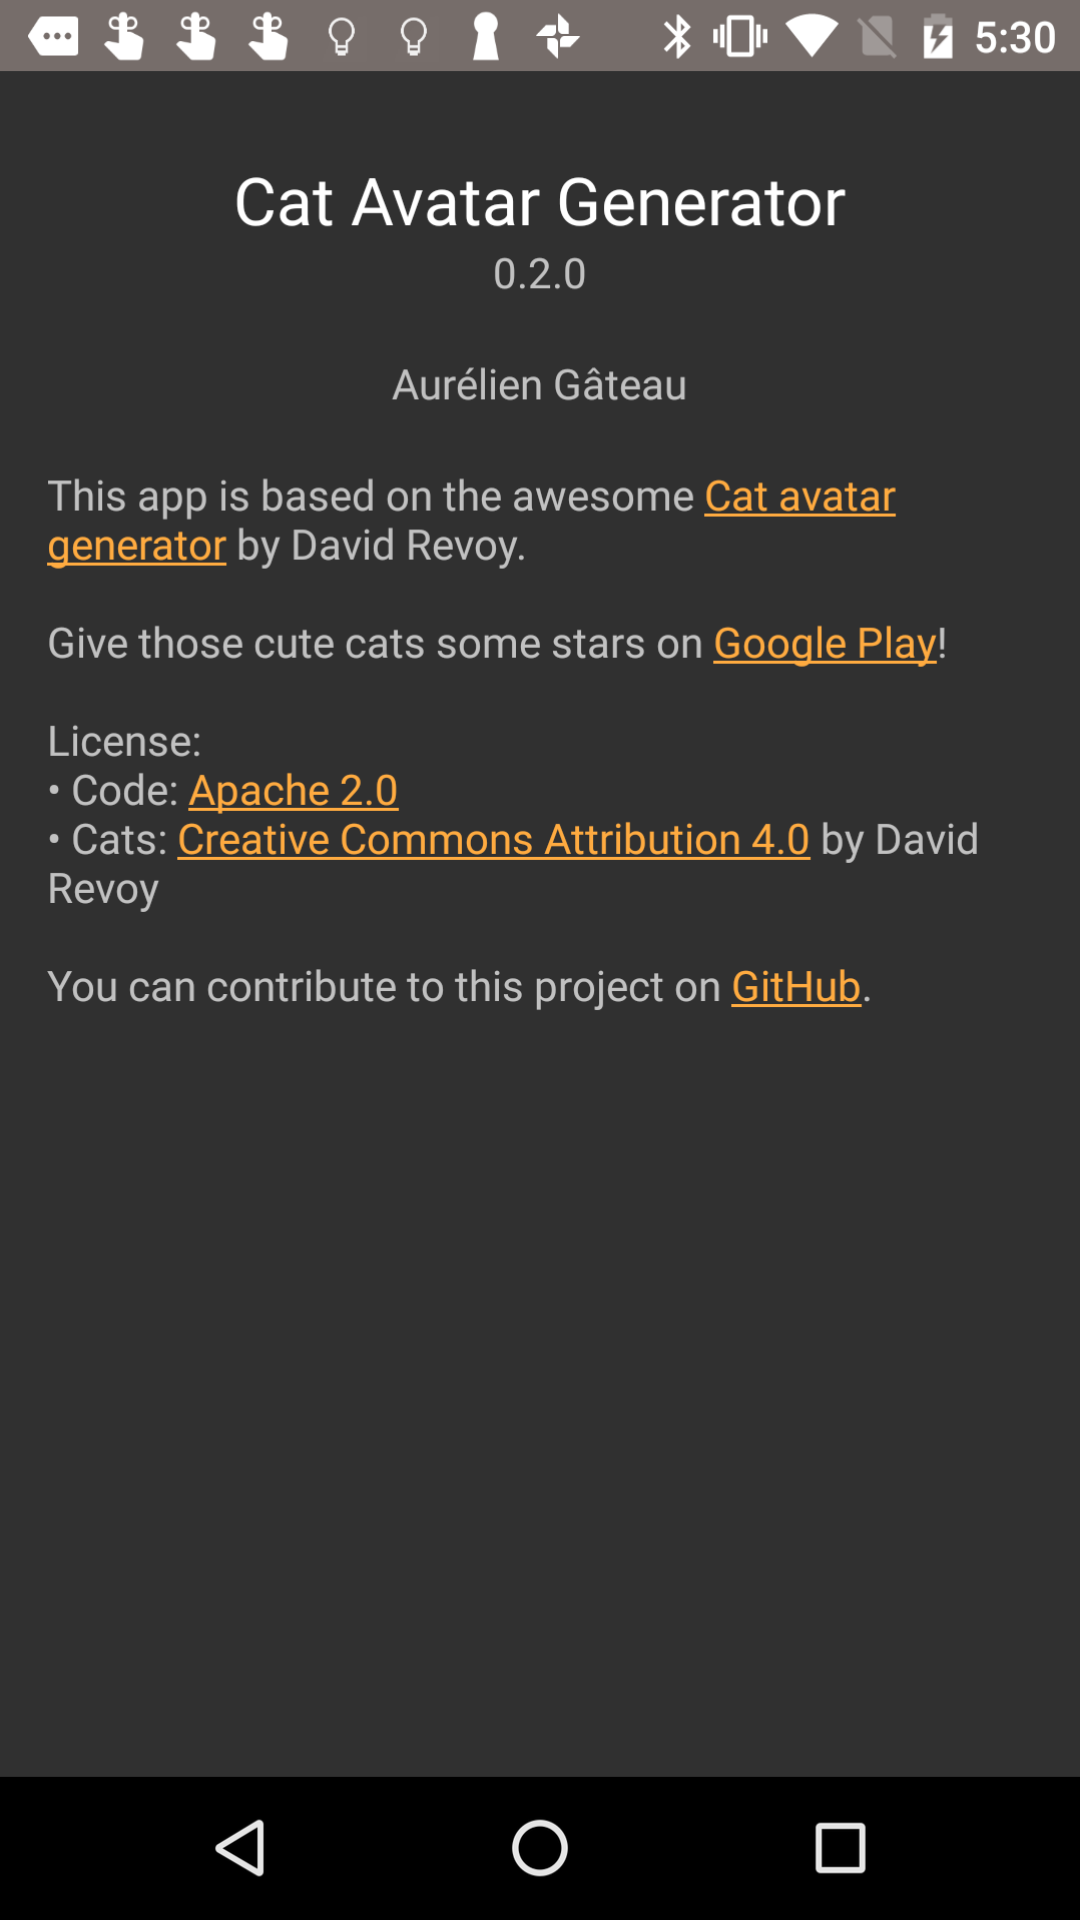 5:30
Cat Avatar Generator
0.2.0
Aurélien Gâteau
This app is based on the awesome Cat avatar
generator by David Revoy.
Give those cute cats some stars on Google Play!
License:
• Code: Apache 2.0
• Cats: Creative Commons Attribution 4.0 by David
Revoy
You can contribute to this project on GitHub.